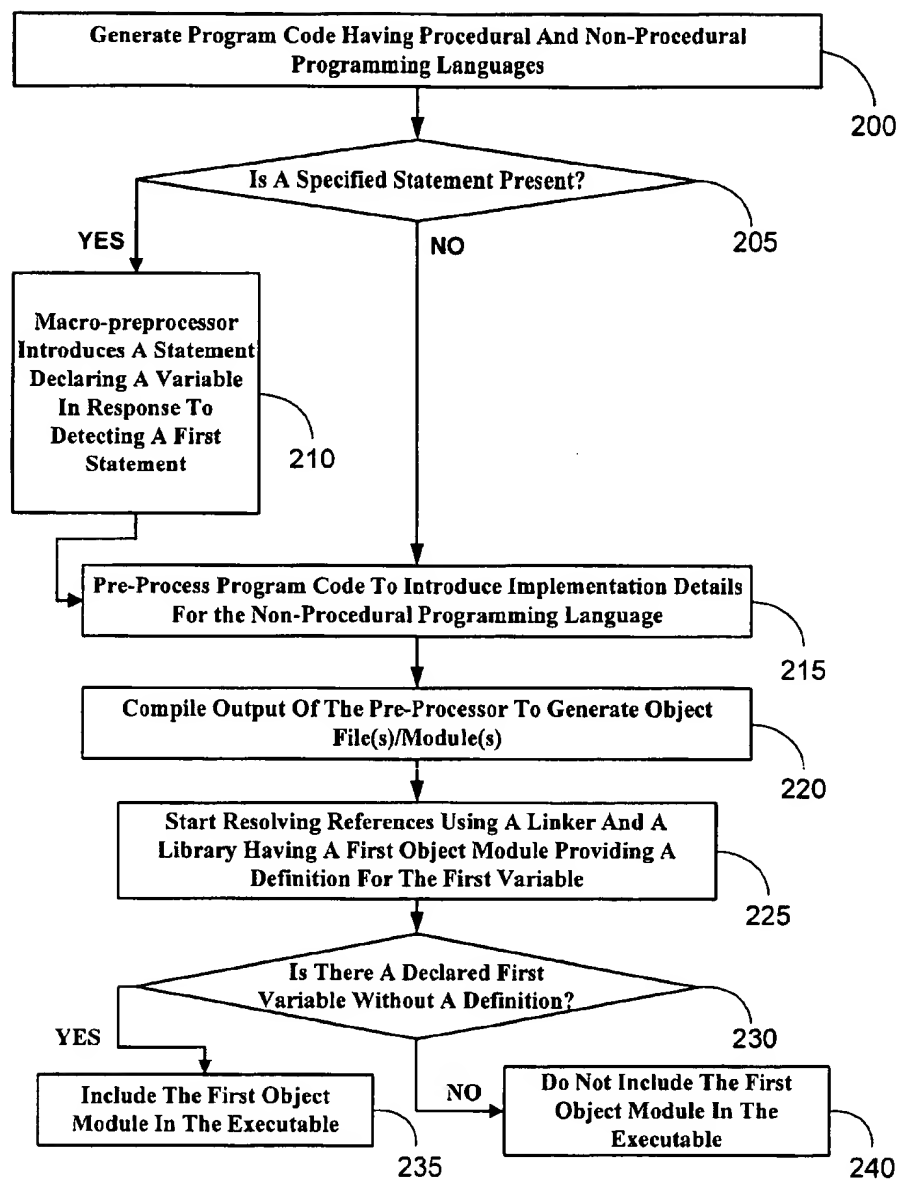 Generate Program Code Having Procedural And Non-Procedural
Programming Languages
200
Is A Specified Statement Present?
205
YES
NO
Macro-preprocessor
Introduces A Statement
Declaring A Variable
In Response To
Detecting A First
Statement
210
Pre-Process Program Code To Introduce Implementation Details
For the Non-Procedural Programming Language
215
Compile Output Of The Pre-Processor To Generate Object
File(s)/Module(s)
220
Start Resolving References Using A Linker And A
Library Having A First Object Module Providing A
Definition For The First Variable
225
Is There A Declared First
Variable Without A Definition?
230
YES
NO
Include The First Object
Module In The Executable
235
Do Not Include The First
Object Module In The
Executable
240